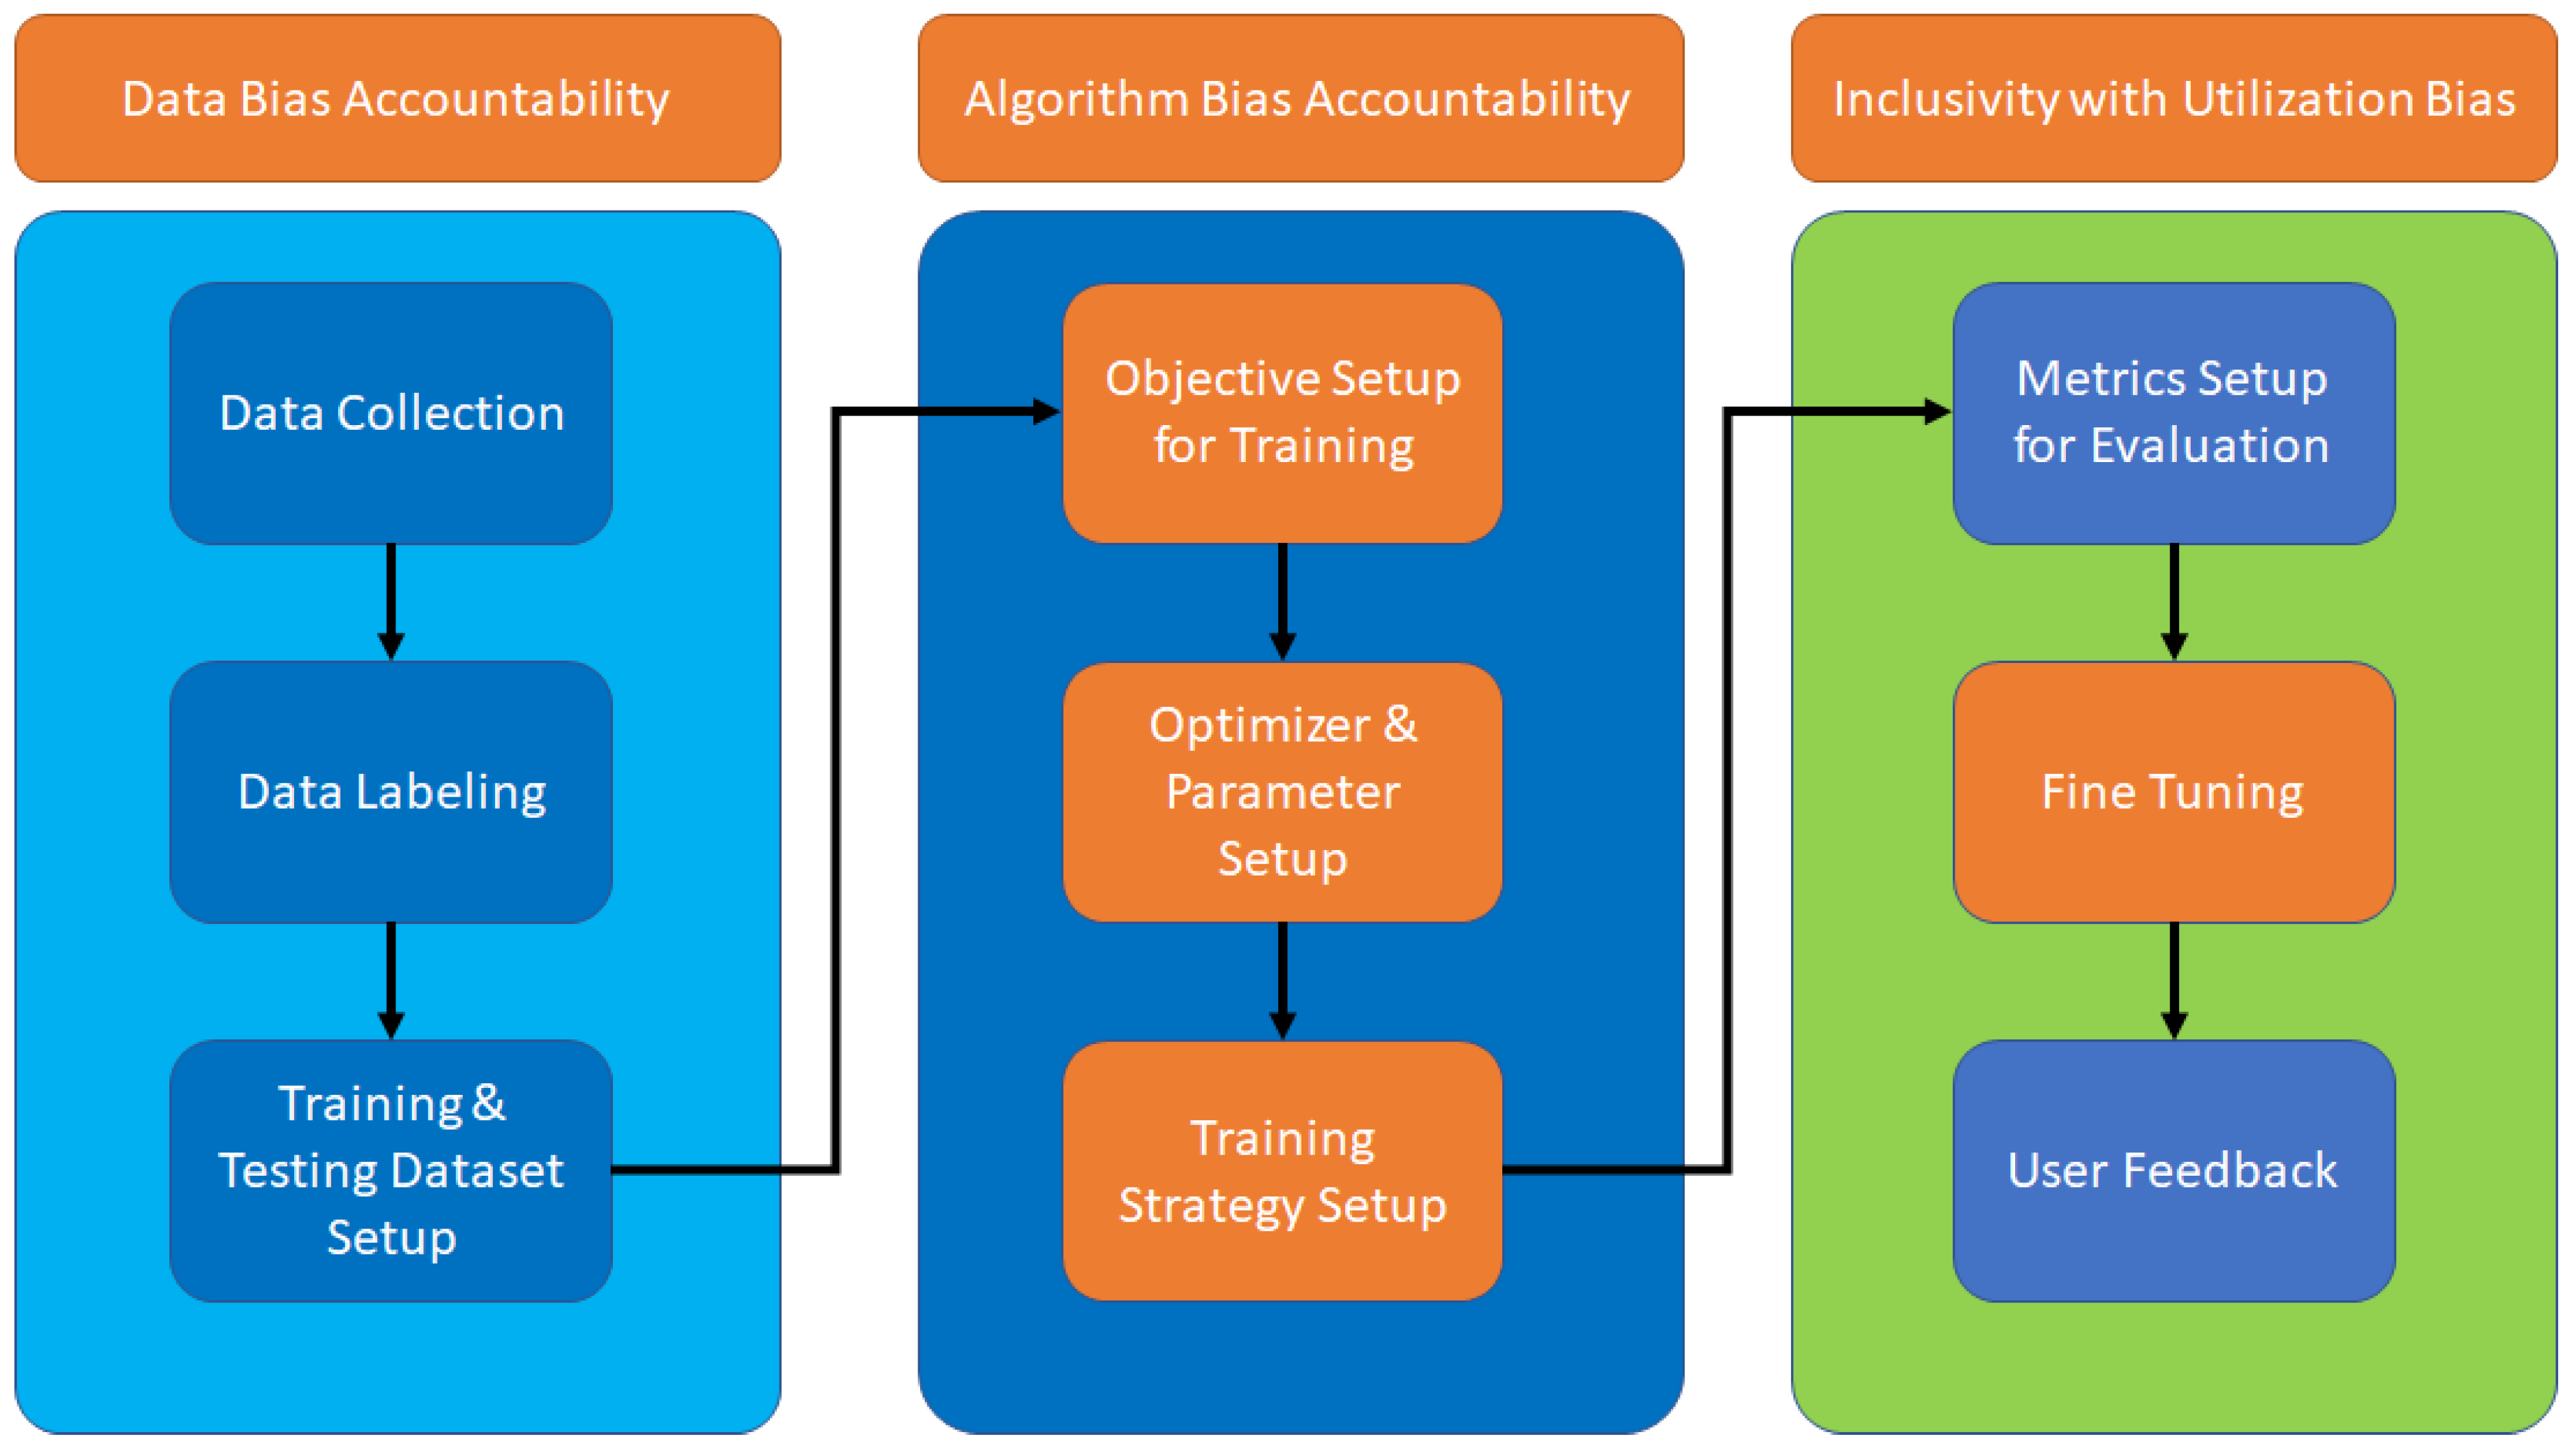 Data Bias Accountability
Algorithm Bias Accountability
Inclusivity with Utilization Bias
Data Collection
Data Labeling
Training &
Testing Dataset
Setup
Objective Setup
for Training
Optimizer &
Parameter
Setup
Training
Strategy Setup
Metrics Setup
for Evaluation
Fine Tuning
User Feedback